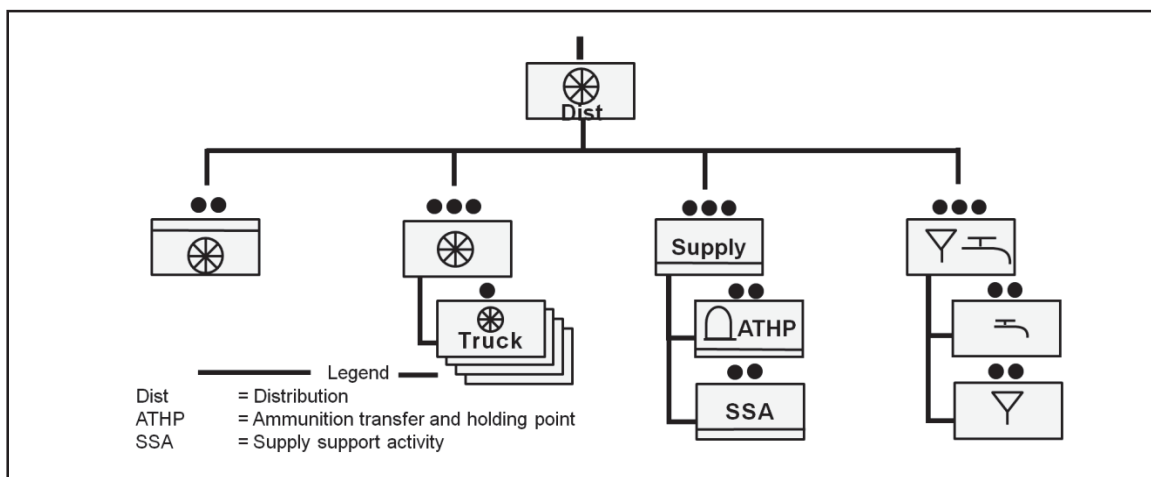 Dist
Supply
Truck
ATHP
SSA
Legend
Dist = Distribution
ATHP = Ammunition transfer and holding point
SSA = Supply support activity